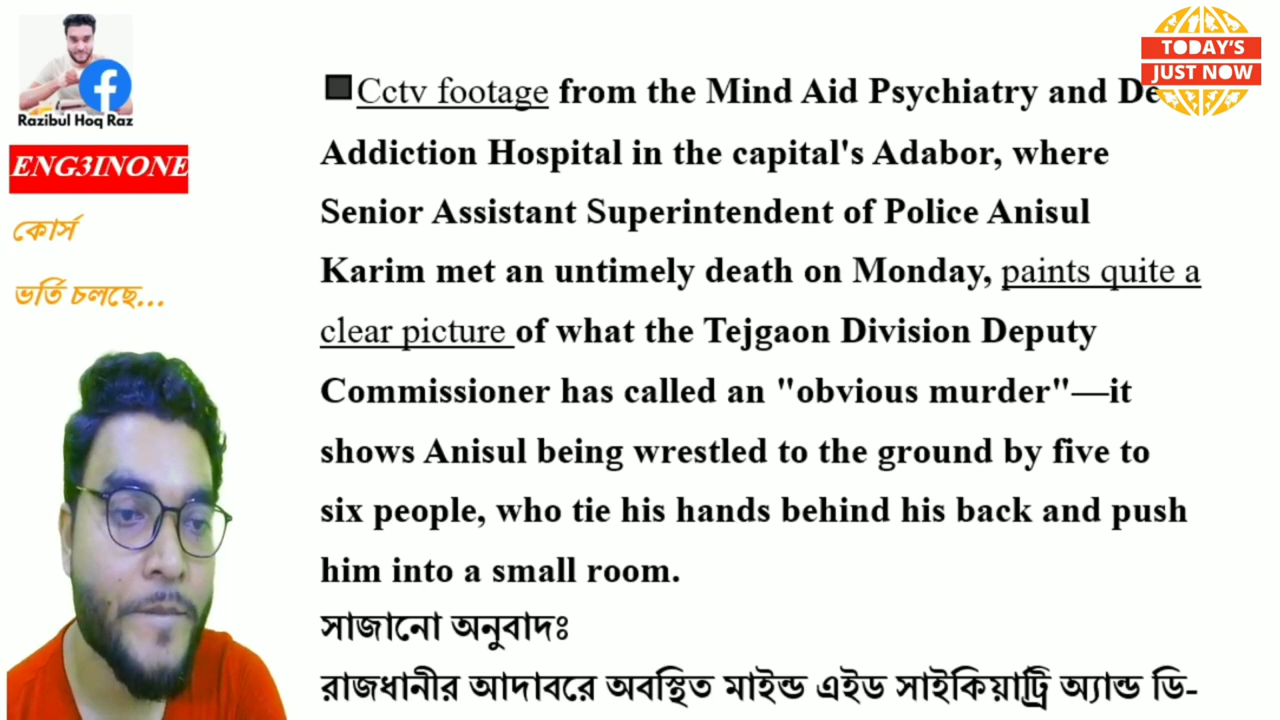 Razibul Hoq Raz
ENG3INONE
কোর্স
ভর্তি চলছে...
TODAY'S
JUST NOW
Cctv footage from the Mind Aid Psychiatry and De
Addiction Hospital in the capital's Adabor, where
Senior Assistant Superintendent of Police Anisul
Karim met an untimely death on Monday, paints quite a
clear picture of what the Tejgaon Division Deputy
Commissioner has called an "obvious murder"—it
shows Anisul being wrestled to the ground by five to
six people, who tie his hands behind his back and push
him into a small room.
সাজানো অনুবাদঃ
রাজধানীর আদাবরে অবস্থিত মাইন্ড এইড সাইকিয়াট্রি অ্যান্ড ডি-